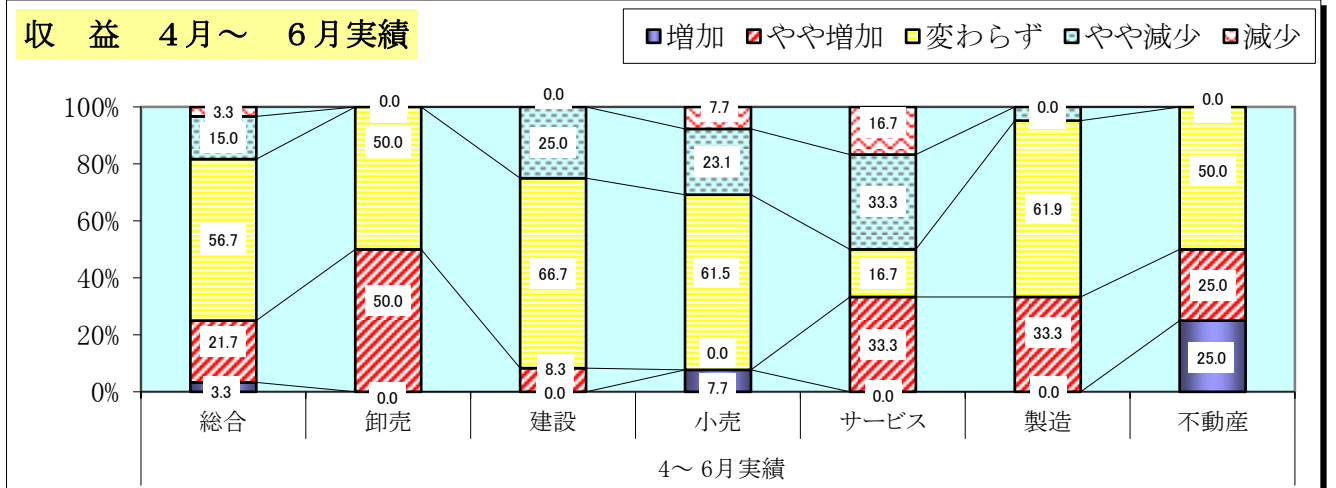 収　益　４月～　６月実績
増加 やや増加 変わらず やや減少 減少
100% 3.3 0.0 0.0 7.7 16.7 0.0 0.0
15.0 50.0 25.0 23.1 33.3 50.0
80%
60% 56.7 66.7 61.5 61.9
40% 50.0 16.7 25.0
20% 21.7 8.3 0.0 33.3 33.3 25.0
0% 3.3 0.0 0.0 7.7 0.0 0.0
総合 卸売 建設 小売 サービス 製造 不動産
4～ 6月実績